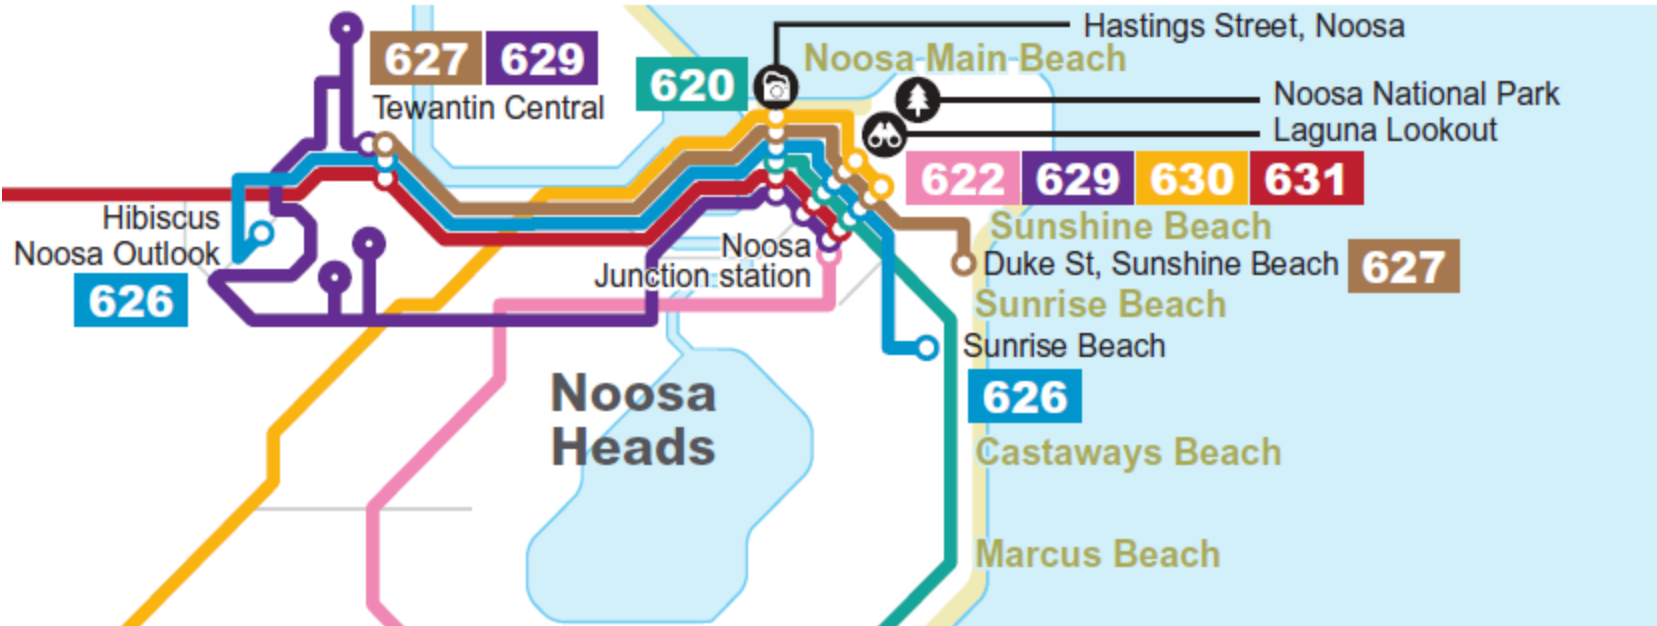 Hastings Street, Noosa
627 629
Noosa Main Beach
620
Tewantin Central
Noosa National Park
Laguna Lookout
622 629 630 631
Hibiscus
Noosa Outlook
626
Noosa
Junction station
Sunshine Beach
Duke St, Sunshine Beach 627
Sunrise Beach
Sunrise Beach
626
Noosa
Heads
Castaways Beach
Marcus Beach